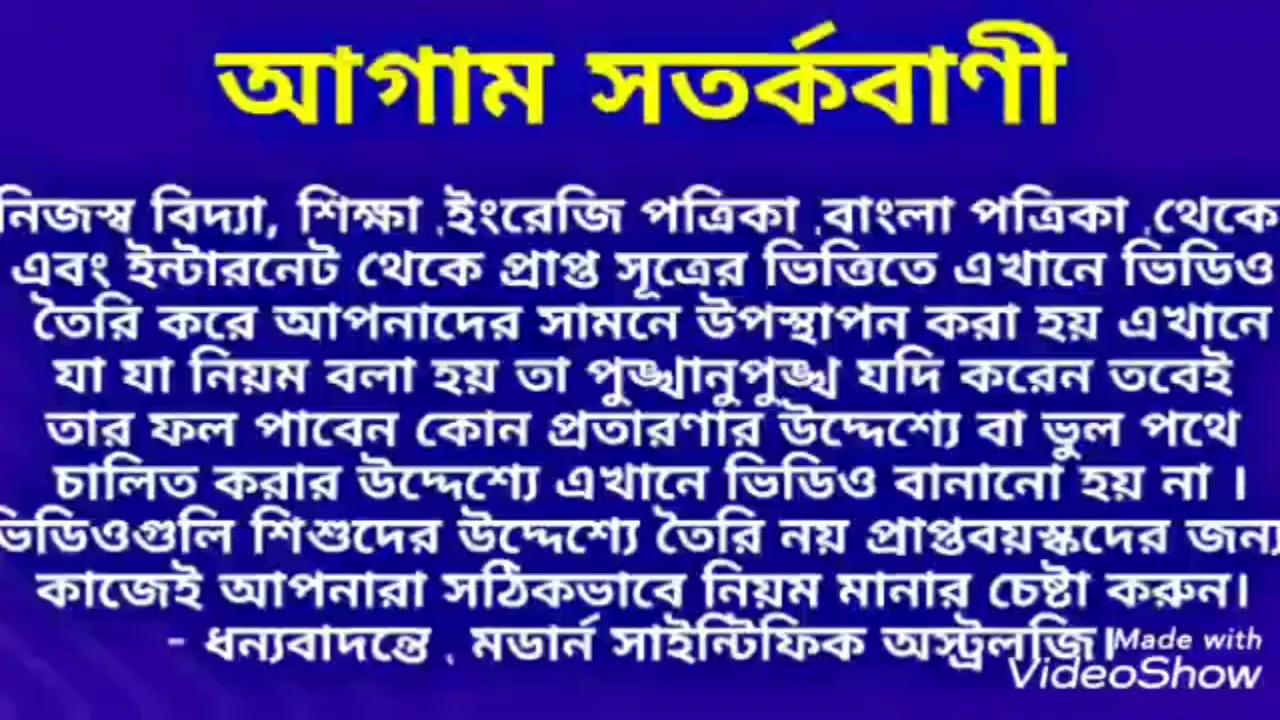 আগাম সতর্কবাণী
নিজস্ব বিদ্যা, শিক্ষা ,ইংরেজি পত্রিকা ,বাংলা পত্রিকা ,থেকে
এবং ইন্টারনেট থেকে প্রাপ্ত সূত্রের ভিত্তিতে এখানে ভিডিও
তৈরি করে আপনাদের সামনে উপস্থাপন করা হয় এখানে
যা যা নিয়ম বলা হয় তা পুঙ্খানুপুঙ্খ যদি করেন তবেই
তার ফল পাবেন কোন প্রতারণার উদ্দেশ্যে বা ভুল পথে
চালিত করার উদ্দেশ্যে এখানে ভিডিও বানানো হয় না ।
ভিডিওগুলি শিশুদের উদ্দেশ্যে তৈরি নয় প্রাপ্তবয়স্কদের জন্য
কাজেই আপনারা সঠিকভাবে নিয়ম মানার চেষ্টা করুন।
- ধন্যবাদন্তে , মডার্ন সাইন্টিফিক অস্ট্রলজি।
Made with
VideoShow